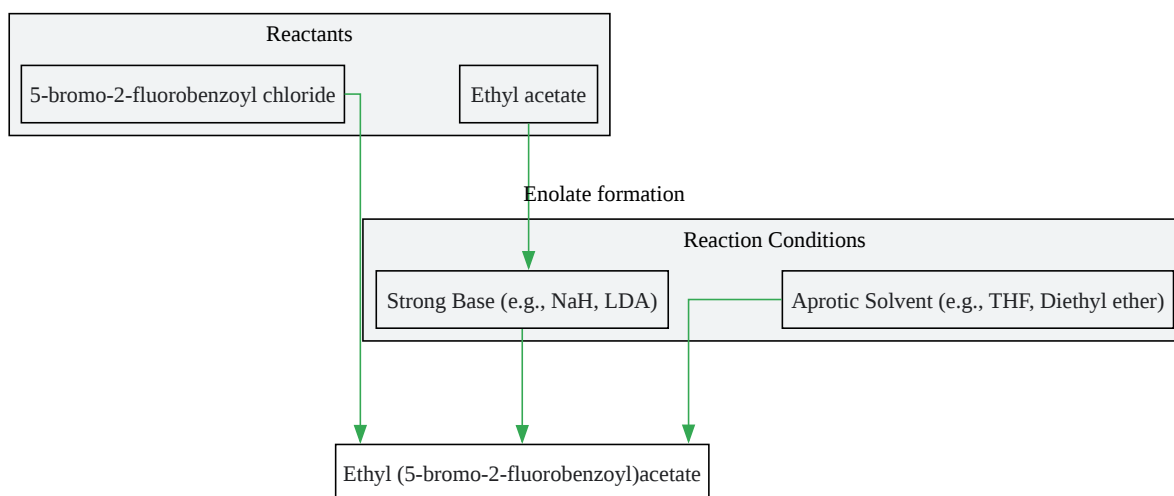 Reactants
5-bromo-2-fluorobenzoyl chloride
Ethyl acetate
Enolate formation
Reaction Conditions
Strong Base (e.g., NaH, LDA)
Aprotic Solvent (e.g., THF, Diethyl ether)
Ethyl (5-bromo-2-fluorobenzoyl)acetate